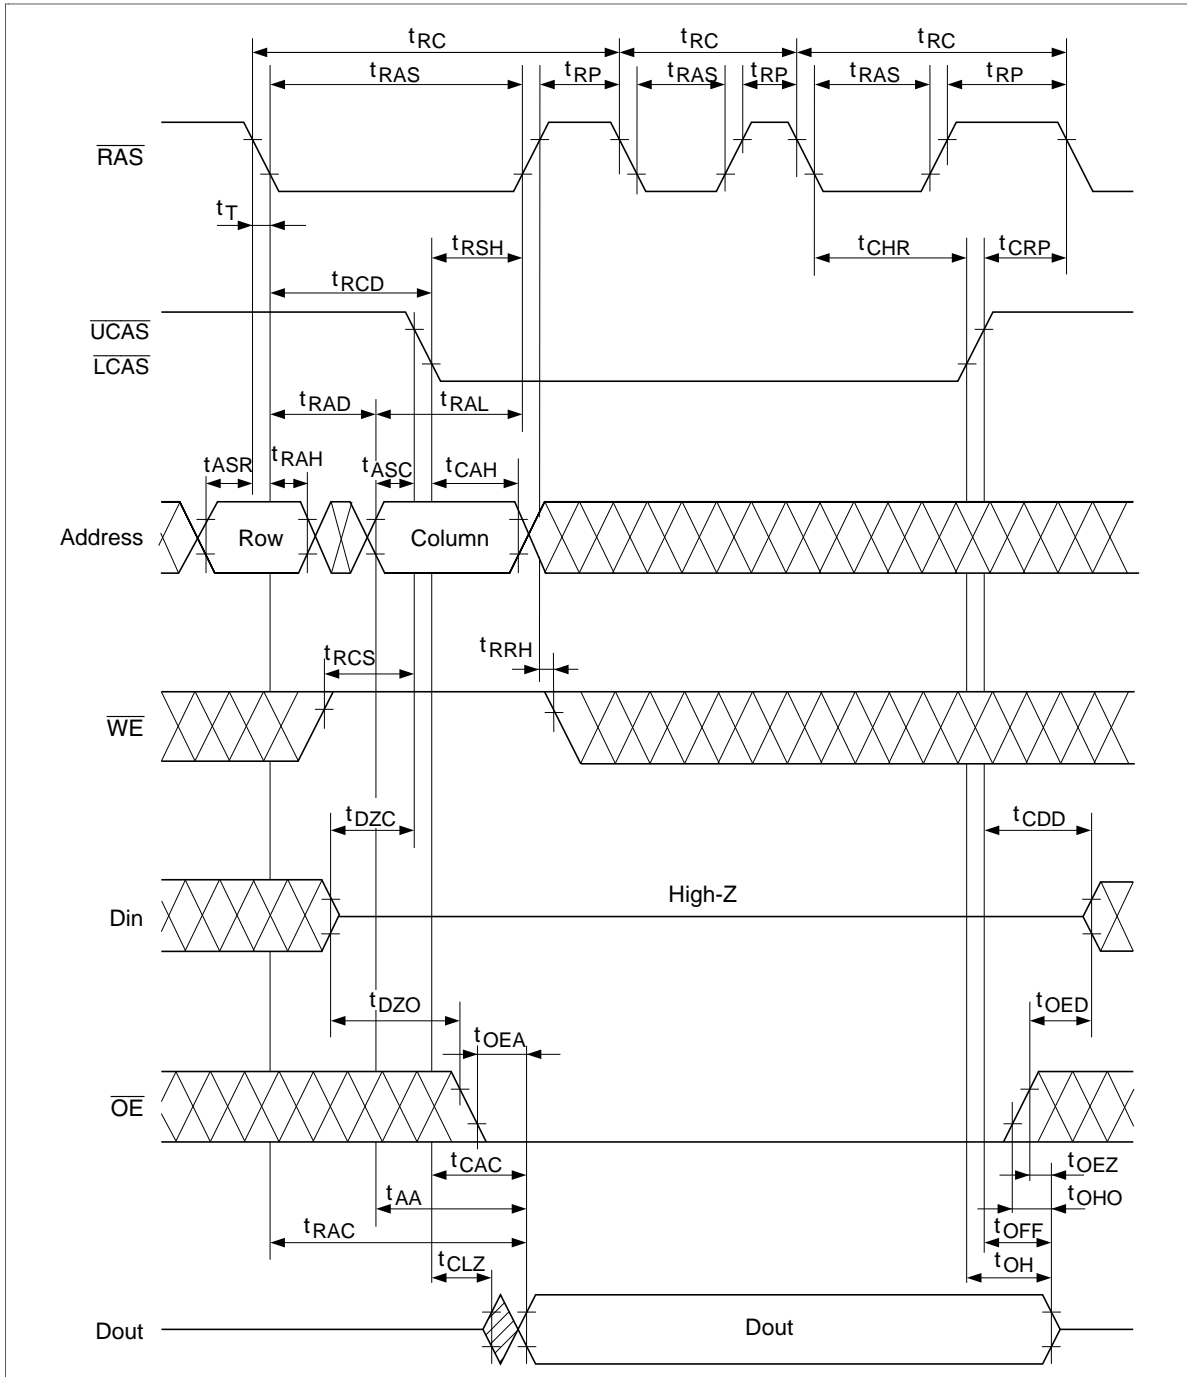 tRC tRC tRC
tRAS tRP tRAS tRP tRAS tRP
RAS
tT
tRSH tCHR tCRP
tRCD
UCAS
LCAS
tRAD tRAL
tASR tRAH tASC tCAH
Address Row Column
tRCS tRRH
WE
tDZC tCDD
High-Z
Din
tDZO tOED
tOEA
OE
tCAC tOEZ
tAA tOHO
tRAC tOFF
tCLZ tOH
Dout Dout